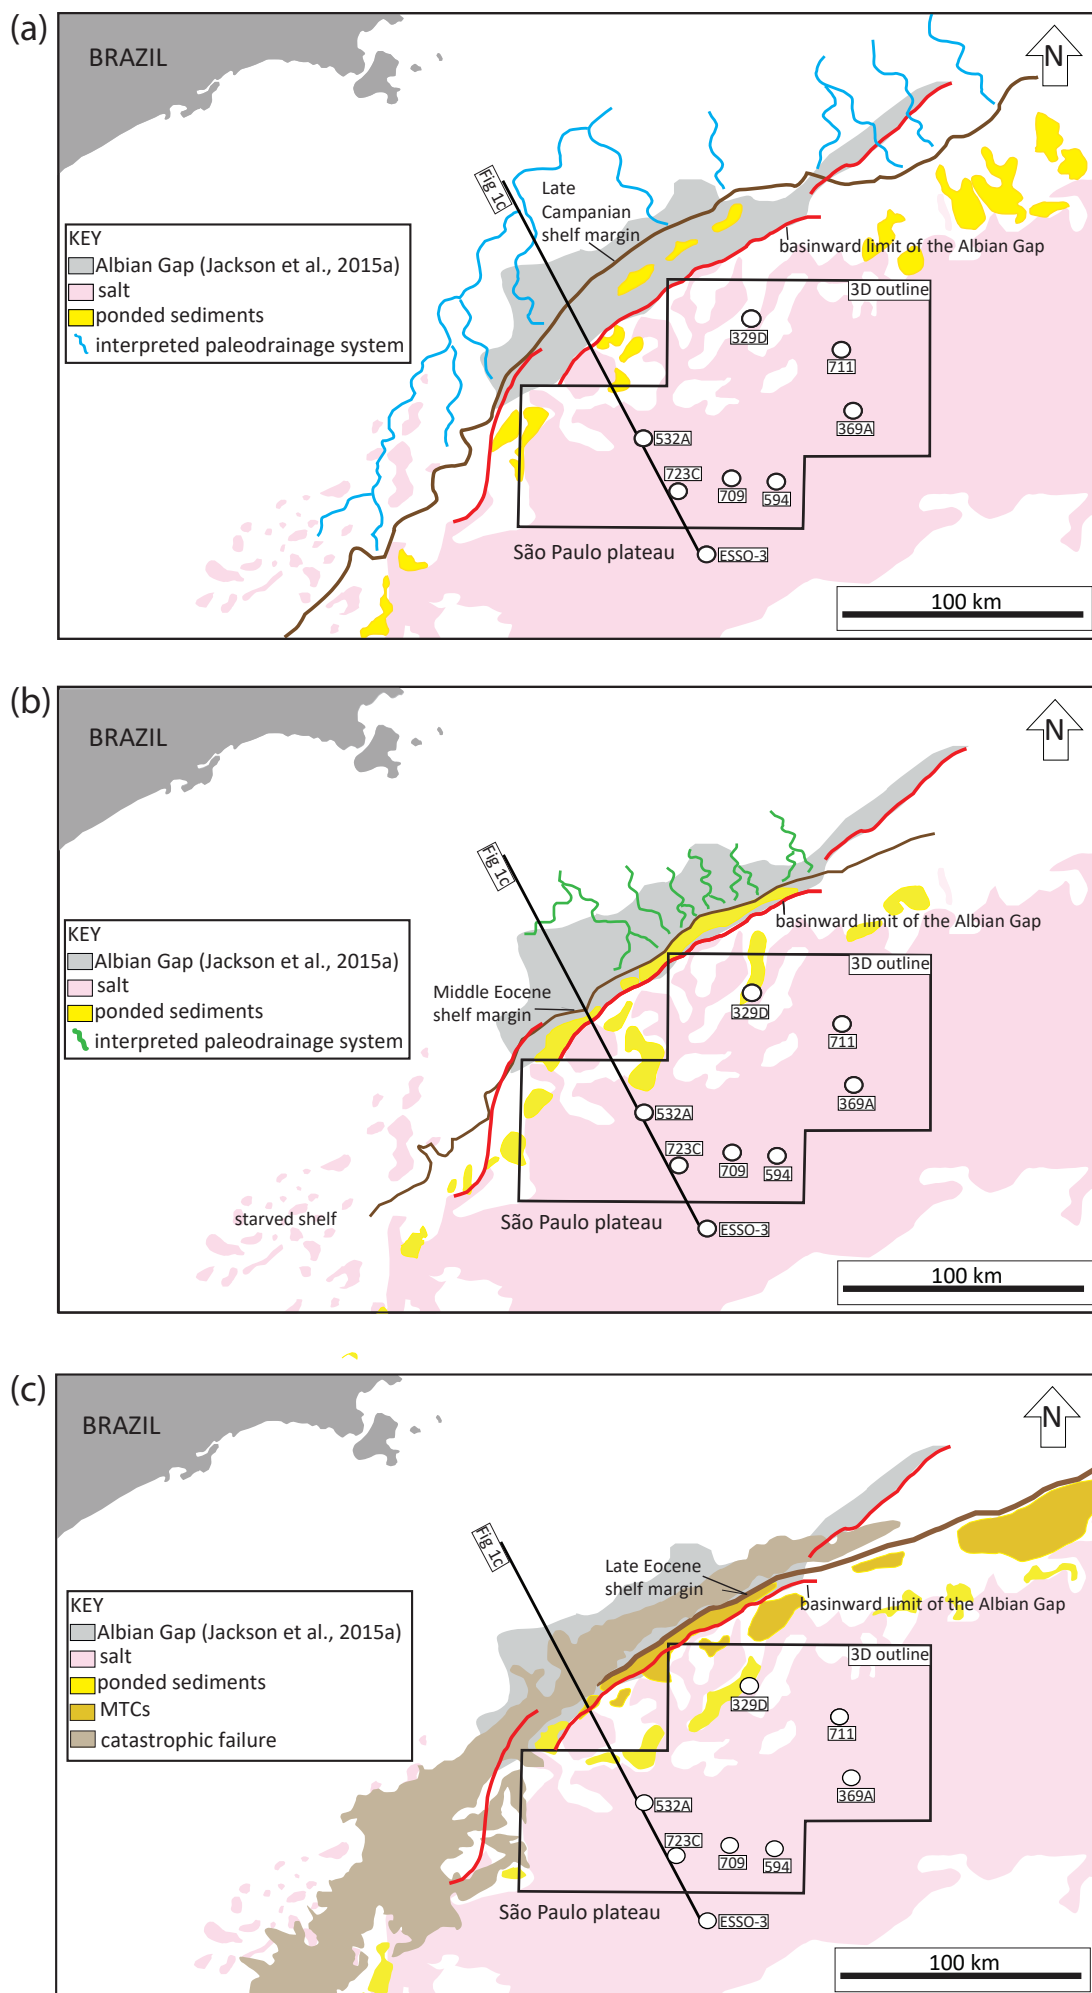 (a)
BRAZIL
N
Fig 1c
Late
Campanian
shelf margin
basinward limit of the Albian Gap
KEY
Albian Gap (Jackson et al., 2015a)
salt
ponded sediments
interpreted paleodrainage system
3D outline
329D
711
369A
532A
723C
709
594
São Paulo plateau
ESSO-3
100 km
(b)
BRAZIL
N
Fig 1c
basinward limit of the Albian Gap
KEY
Albian Gap (Jackson et al., 2015a)
salt
ponded sediments
interpreted paleodrainage system
3D outline
Middle Eocene
shelf margin
329D
711
369A
532A
723C
709
594
starved shelf
São Paulo plateau
ESSO-3
100 km
(c)
BRAZIL
N
Fig 1c
Late Eocene
shelf margin
basinward limit of the Albian Gap
KEY
Albian Gap (Jackson et al., 2015a)
salt
ponded sediments
MTCs
catastrophic failure
3D outline
329D
711
369A
532A
723C
709
594
São Paulo plateau
ESSO-3
100 km